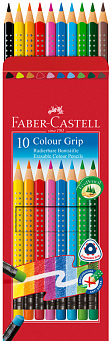 FABER-CASTELL
since 1761
10 Colour Grip
Radierbare Buntstifte
Erasable Colour Pencils